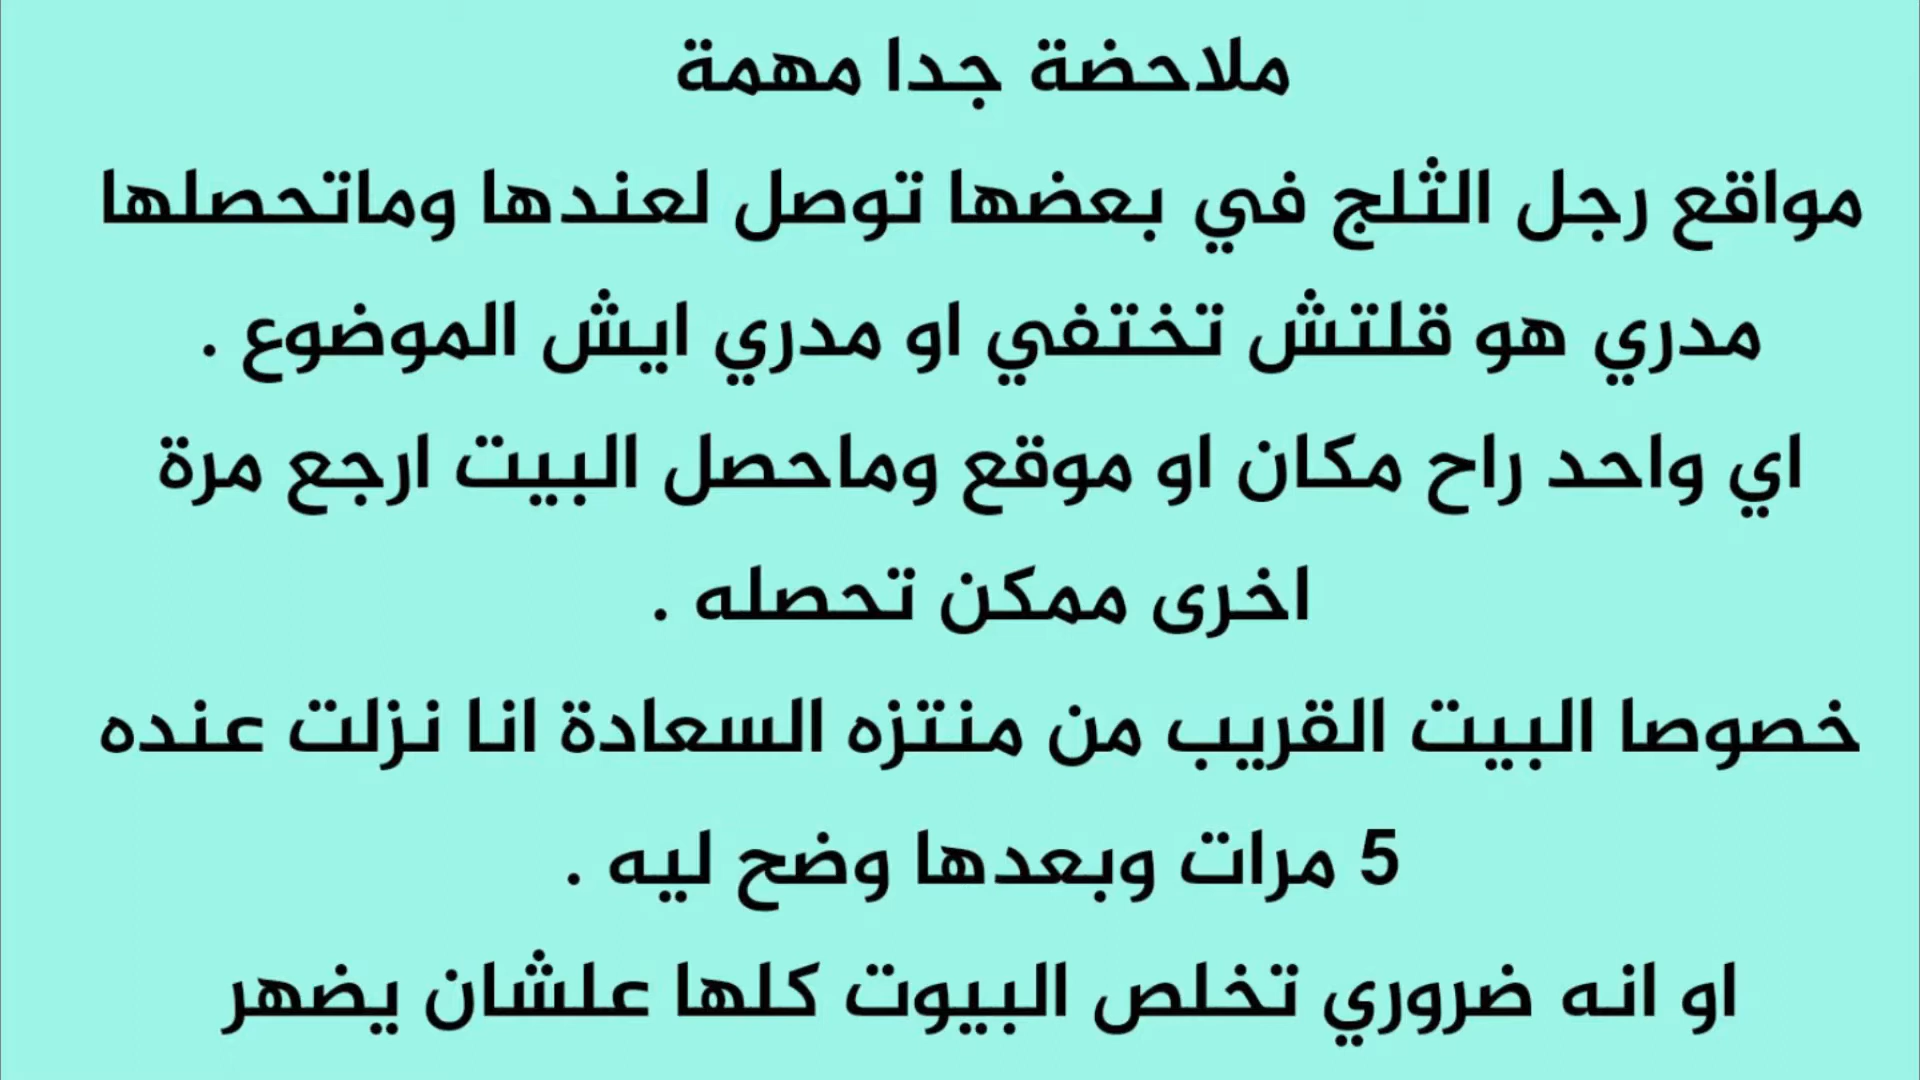 ملاحضة جدا مهمة
مواقع رجل الثلج في بعضها توصل لعندها وماتحصلها
مدري هو قلتش تختفي او مدري ايش الموضوع .
اي واحد راح مكان او موقع وماحصل البيت ارجع مرة
اخرى ممكن تحصله .
خصوصا البيت القريب من منتزه السعادة انا نزلت عنده
5 مرات وبعدها وضح ليه .
او انه ضروري تخلص البيوت كلها علشان يضهر